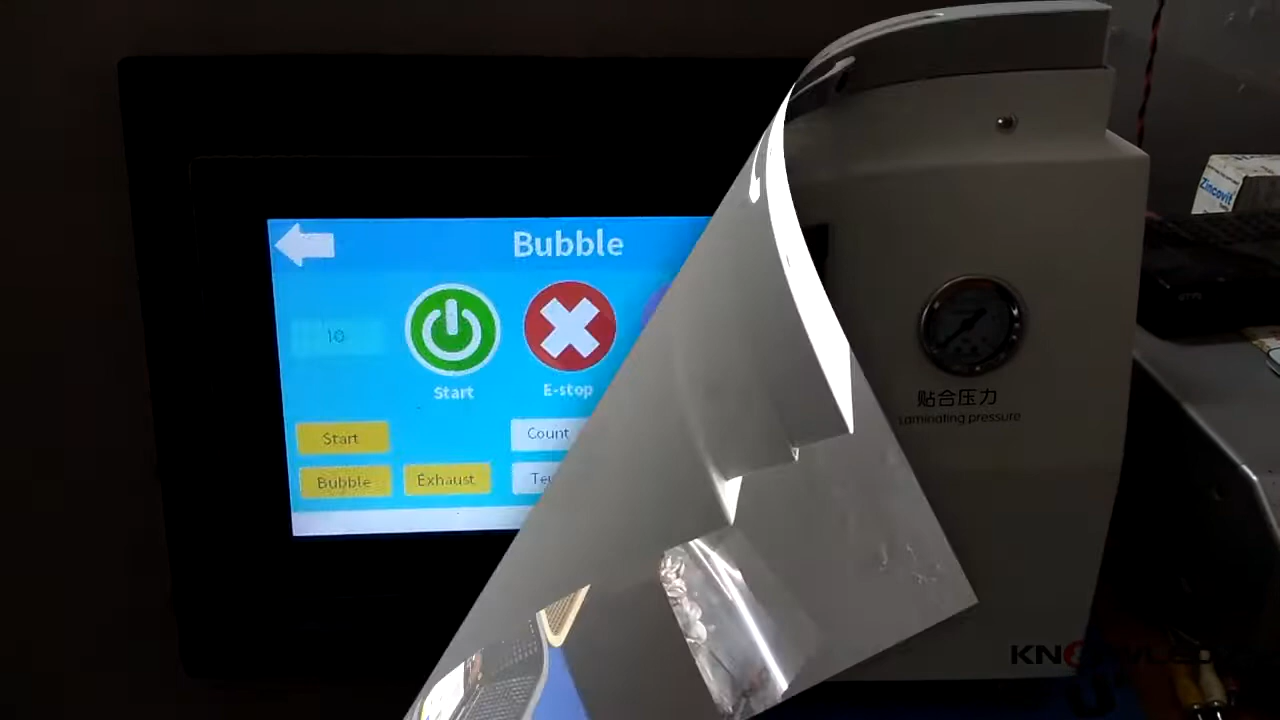 Bubble
10
Start
E-stop
Start
Count
Bubble
Exhaust
Zincovit
贴合压力
Laminating pressure